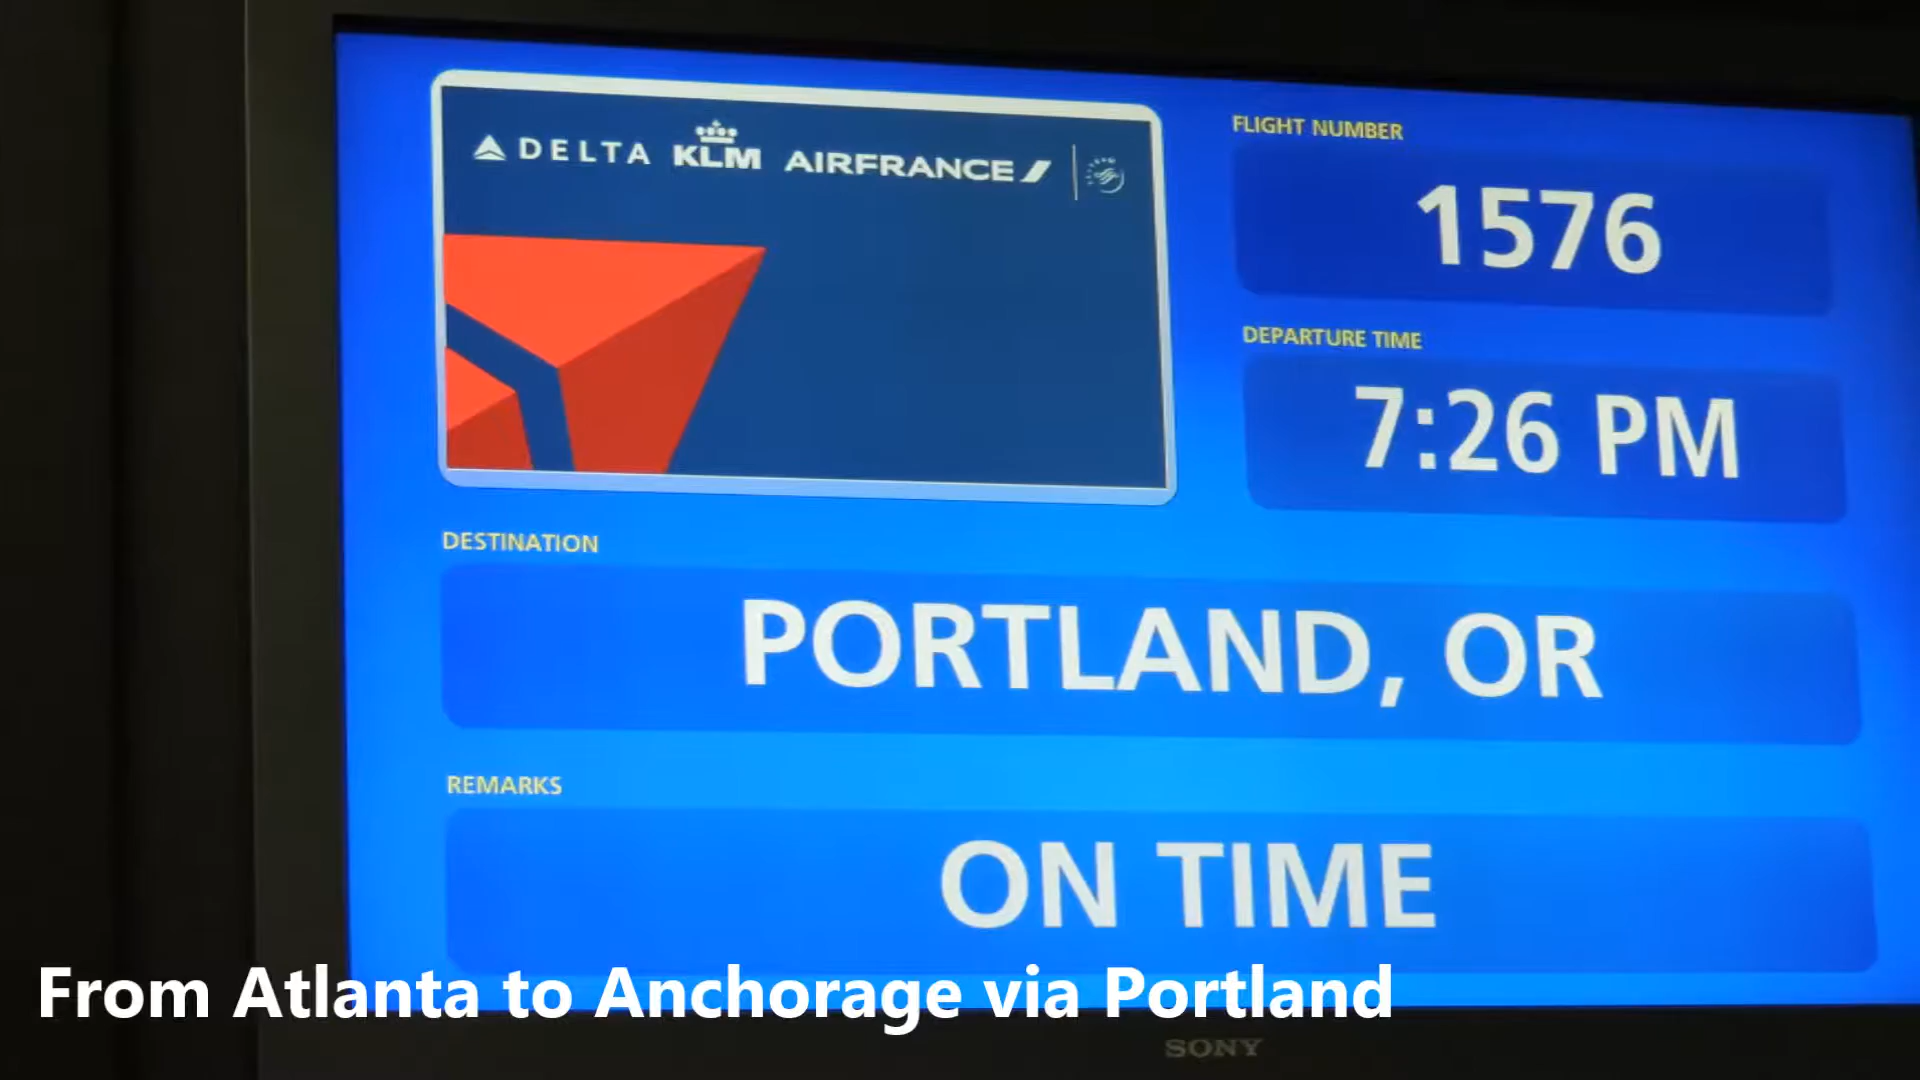 DELTA KLM AIRFRANCE
FLIGHT NUMBER
1576
DEPARTURE TIME
7:26 PM
DESTINATION
PORTLAND, OR
REMARKS
ON TIME
From Atlanta to Anchorage via Portland
SONY